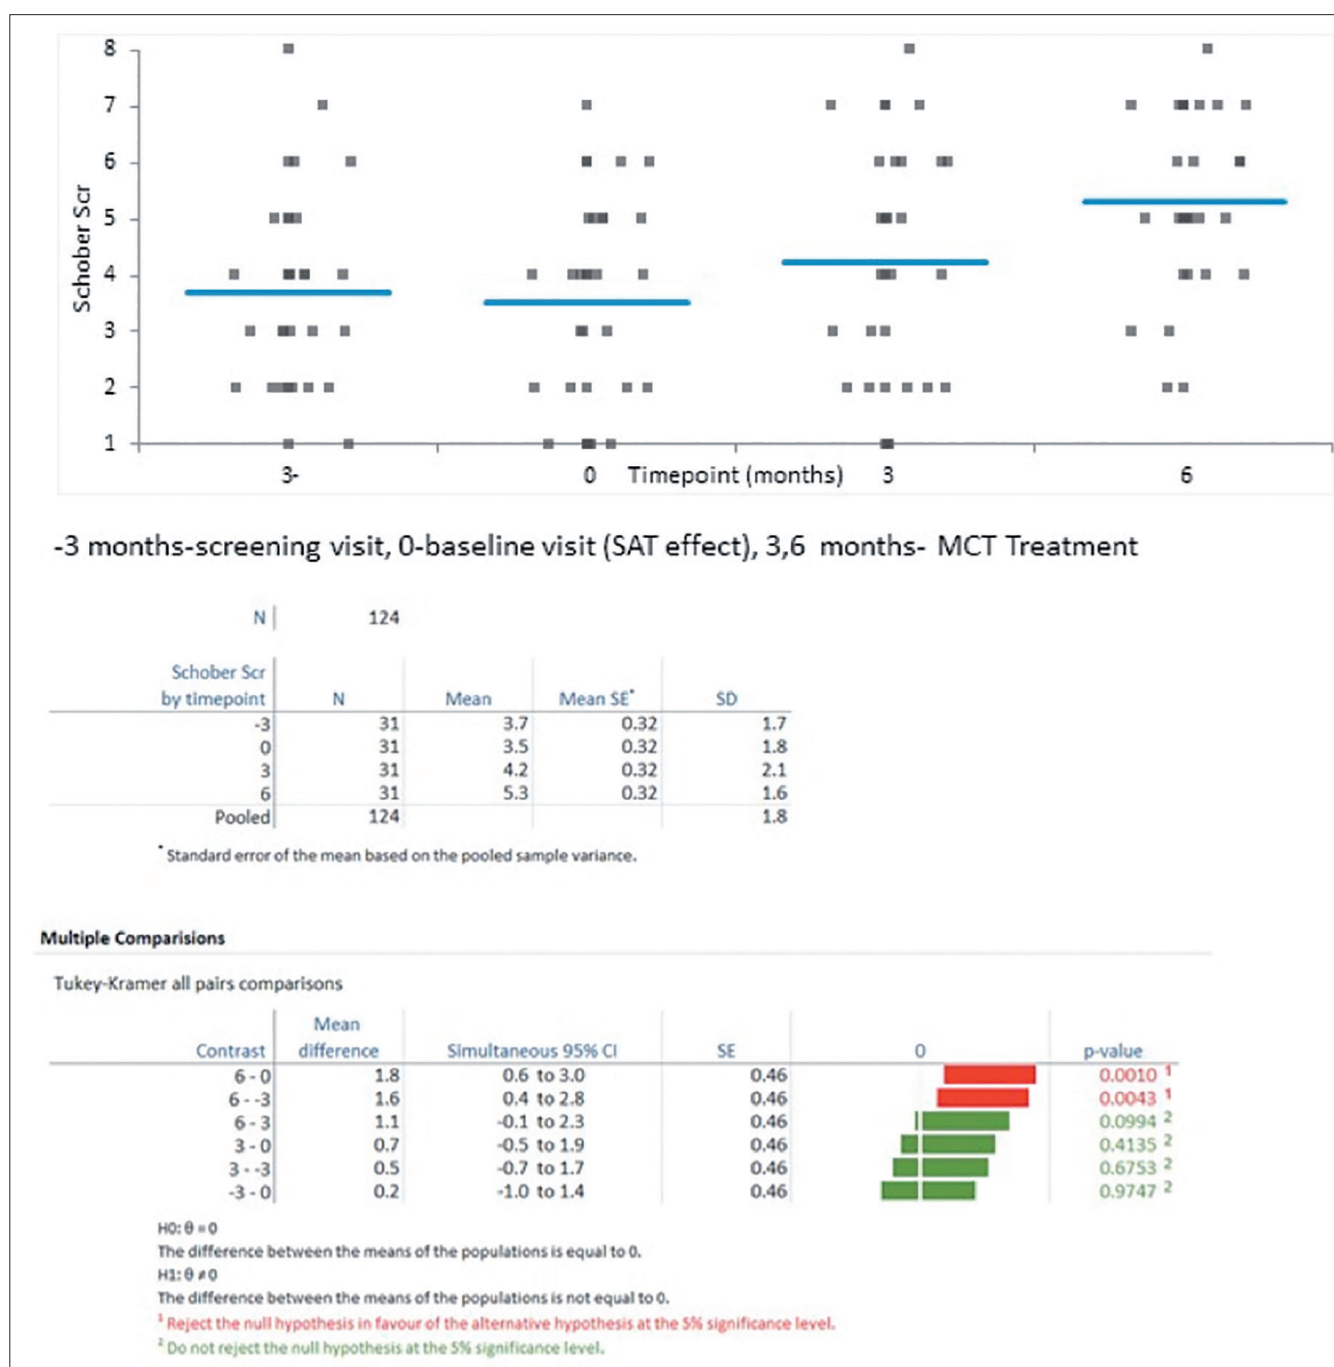 8
7
6
5
4
3
2
1
Schober Scr
3- 0 Timepoint (months) 3 6
-3 months-screening visit, 0-baseline visit (SAT effect), 3,6 months- MCT Treatment
N 124
Schober Scr
by timepoint N Mean Mean SE* SD
-3 31 3.7 0.32 1.7
0 31 3.5 0.32 1.8
3 31 4.2 0.32 2.1
6 31 5.3 0.32 1.6
Pooled 124 1.8
* Standard error of the mean based on the pooled sample variance.
Multiple Comparisions
Tukey-Kramer all pairs comparisons
Mean
Contrast difference Simultaneous 95% CI SE 0 p-value
6 - 0 1.8 0.6 to 3.0 0.46 0.0010 1
6 - -3 1.6 0.4 to 2.8 0.46 0.0043 1
6 - 3 1.1 -0.1 to 2.3 0.46 0.0994 2
3 - 0 0.7 -0.5 to 1.9 0.46 0.4135 2
3 - -3 0.5 -0.7 to 1.7 0.46 0.6753 2
-3 - 0 0.2 -1.0 to 1.4 0.46 0.9747 2
H0: θ = 0
The difference between the means of the populations is equal to 0.
H1: θ ≠ 0
The difference between the means of the populations is not equal to 0.
1 Reject the null hypothesis in favour of the alternative hypothesis at the 5% significance level.
2 Do not reject the null hypothesis at the 5% significance level.